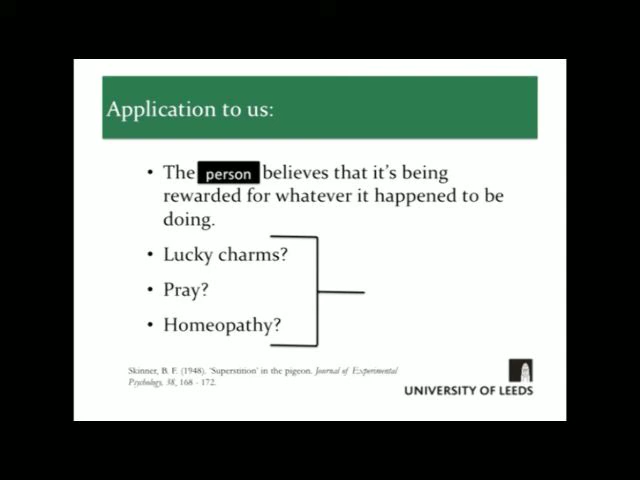 Application to us:
• The person believes that it's being
rewarded for whatever it happened to be
doing.
• Lucky charms?
• Pray?
• Homeopathy?
Skinner, B. F. (1948). 'Superstition' in the pigeon. Journal of Experimental
Psychology, 38, 168 - 172.
UNIVERSITY OF LEEDS